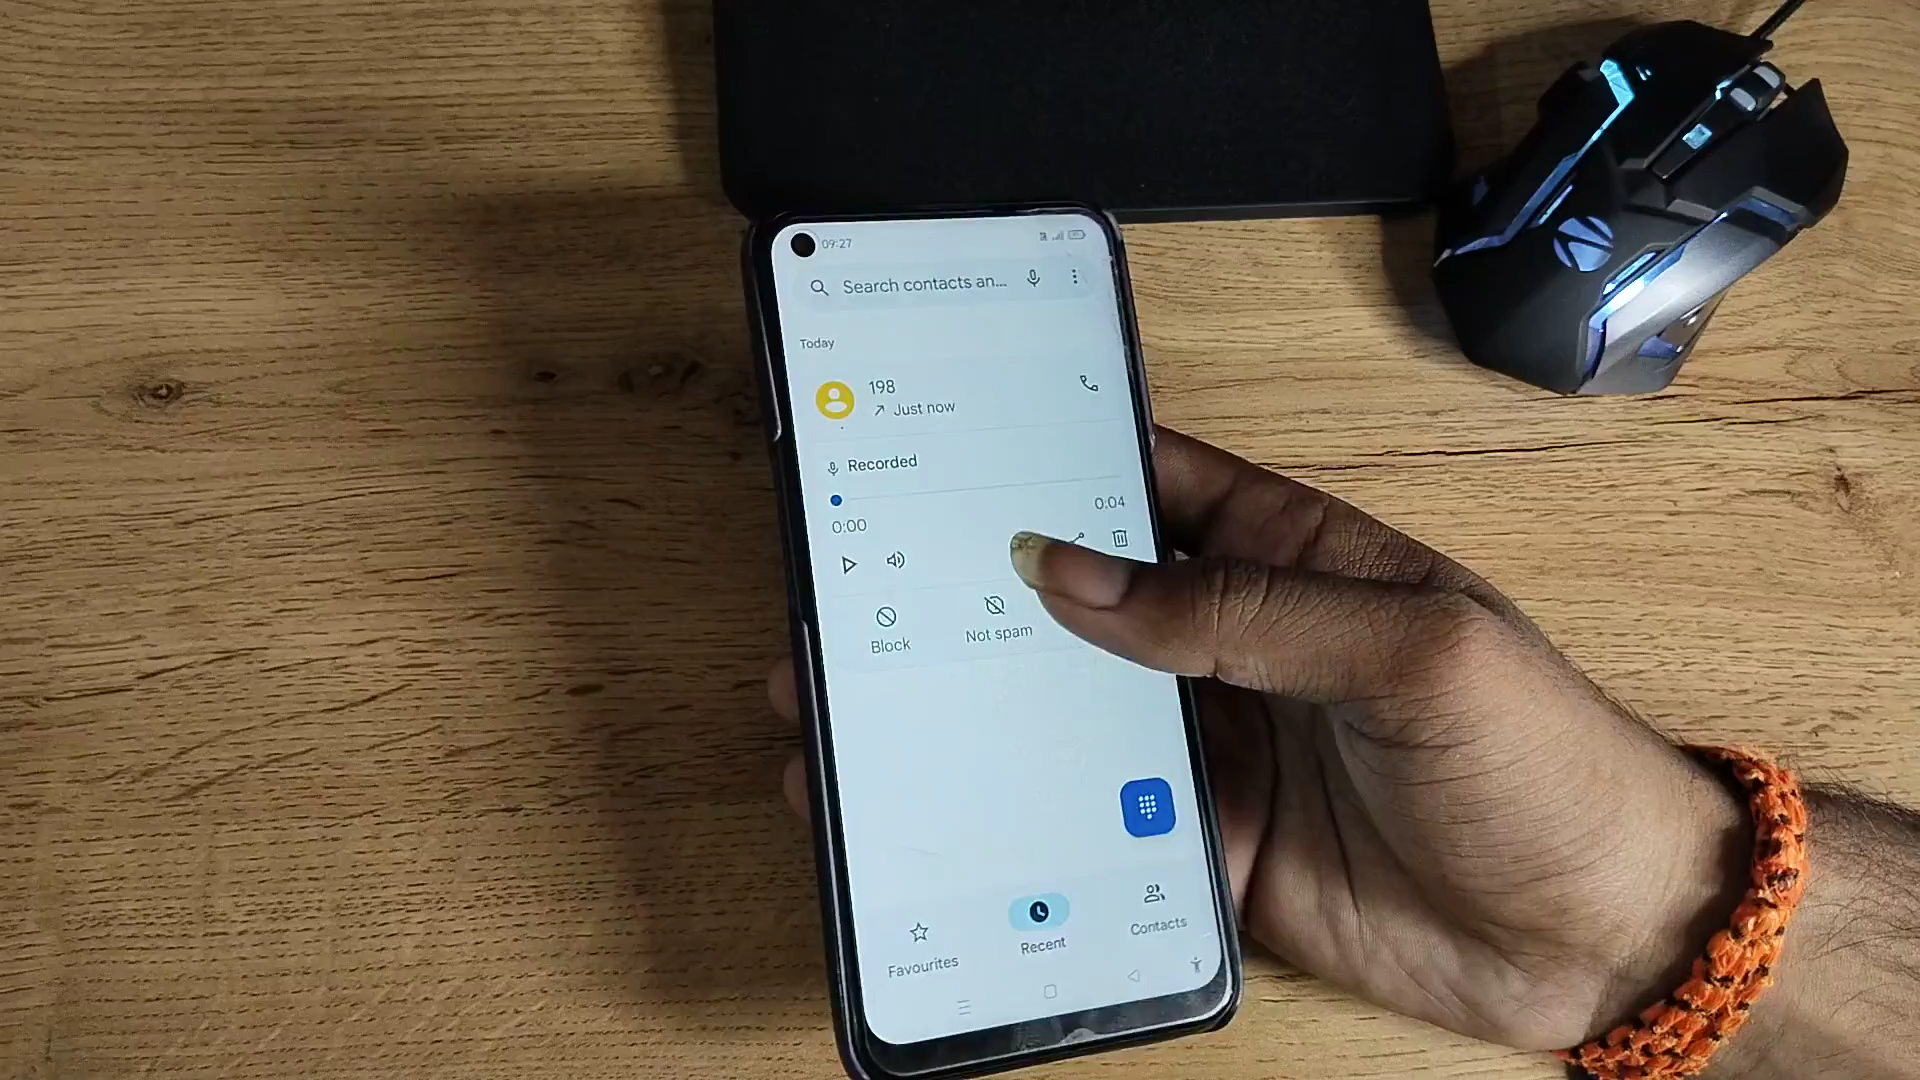 09:27
Search contacts an...
Today
198
Just now
Recorded
0:00
0:04
Block
Not spam
Favourites
Recent
Contacts